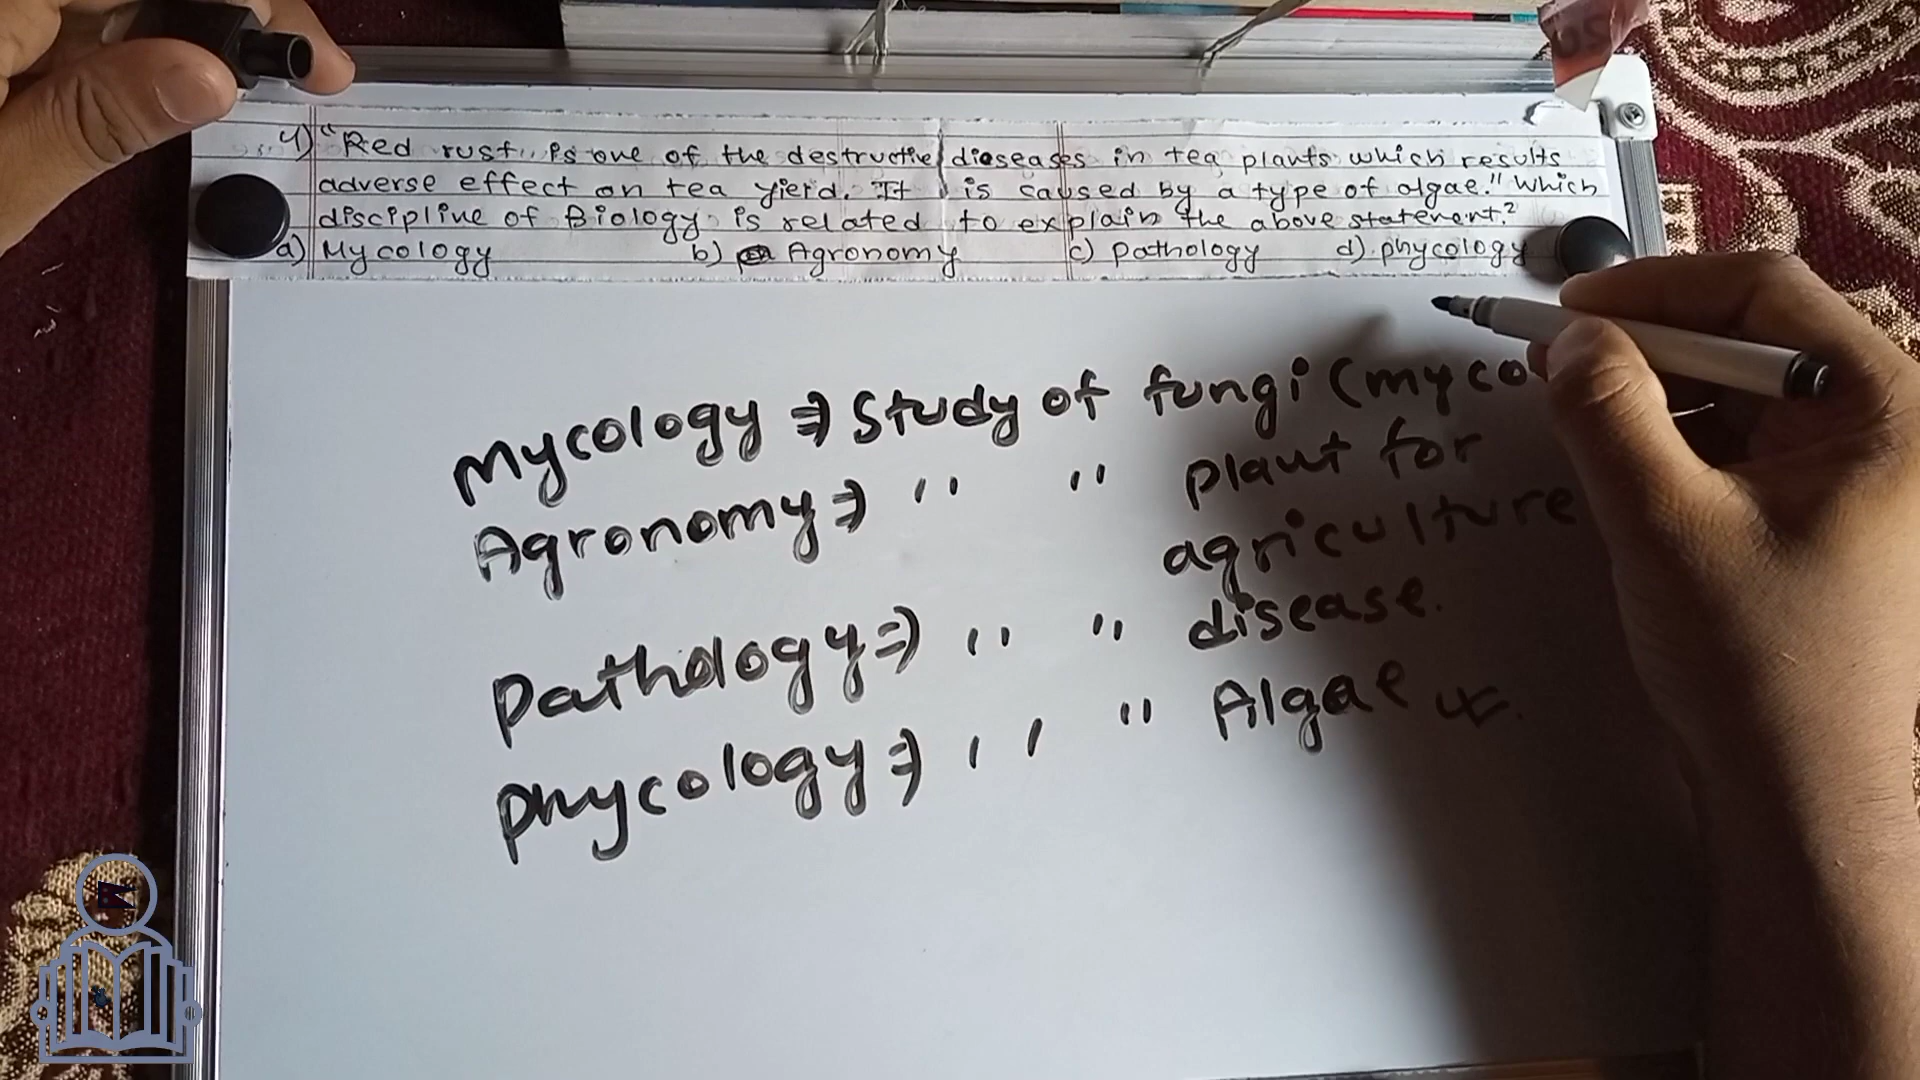 4) "Red rust" is one of the destructive dieseases in tea plants which results
adverse effect on tea yield. It is caused by a type of algae." Which
discipline of Biology is related to explain the above statement?
a) Mycology b) Agronomy c) Pathology d) phycology
Mycology ⇒ Study of fungi (myco
Agronomy ⇒ " " plant for
agriculture
Pathology ⇒ " " disease.
phycology ⇒ " " Algae